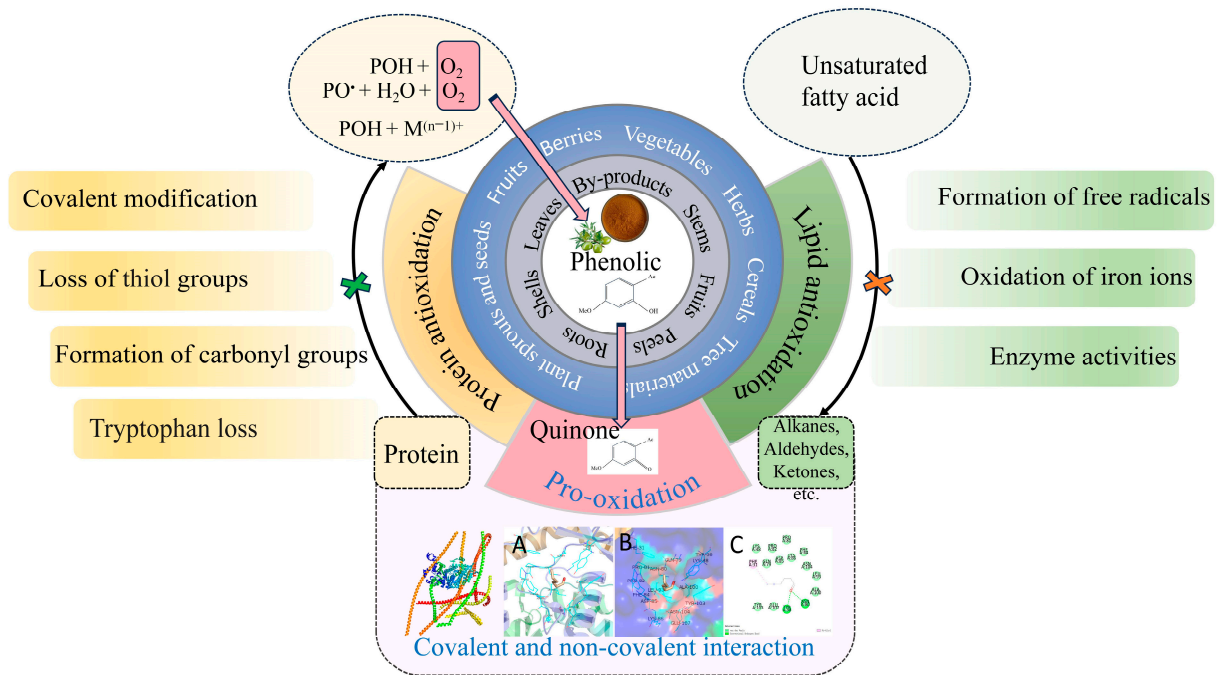 POH + O₂
PO• + H₂O + O₂
POH + M⁽ⁿ⁻¹⁾⁺
Unsaturated
fatty acid
Covalent modification
Loss of thiol groups
Formation of carbonyl groups
Tryptophan loss
Protein antioxidation
Plant sprouts and seeds
Fruits
Berries
Vegetables
Herbs
Cereals
Tree materials
By-products
Stems
Fruits
Peels
Roots
Shells
Leaves
Phenolic
MeO
OH
Lipid antioxidation
Formation of free radicals
Oxidation of iron ions
Enzyme activities
Protein
Quinone
MeO
O
Pro-oxidation
Alkanes,
Aldehydes,
Ketones,
etc.
A
B
C
Covalent and non-covalent interaction